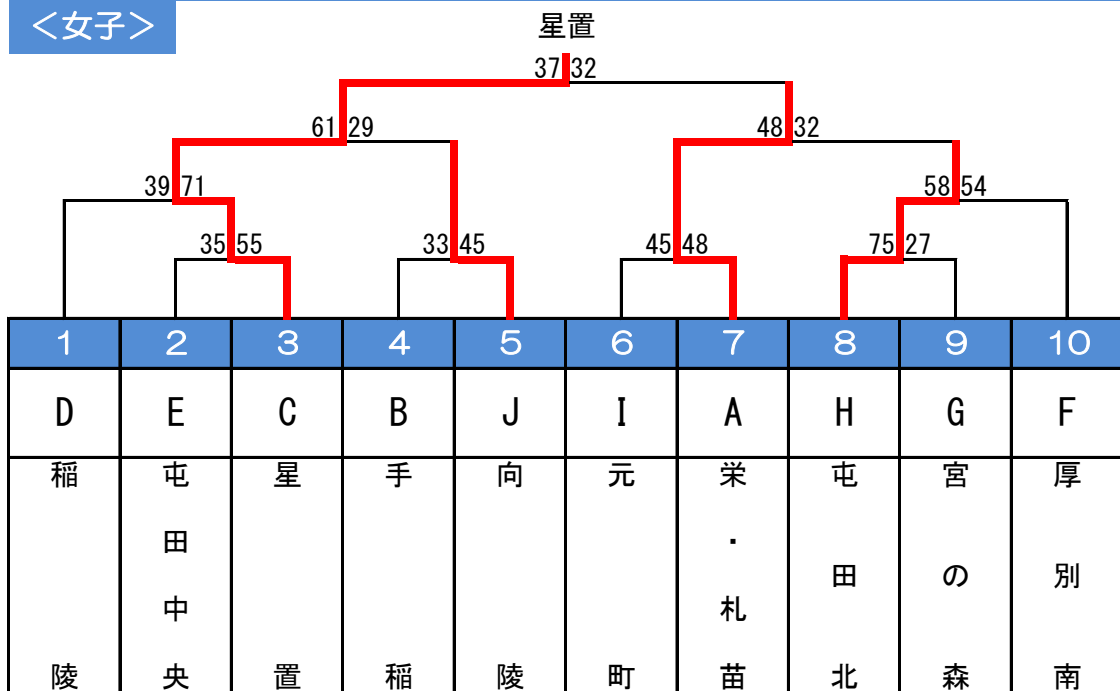 ＜女子＞
星置
37 32
61 29
48 32
39 71
58 54
35 55
33 45
45 48
75 27
1 2 3 4 5 6 7 8 9 10
D E C B J I A H G F
稲陵
屯田中央
星置
手稲
向陵
元町
栄・札苗
屯田北
宮の森
厚別南